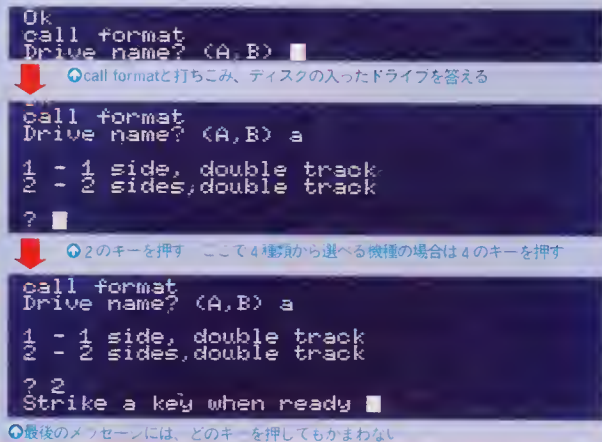 Ok
call format
Drive name? (A,B)
call formatと打ちこみ、ディスクの入ったドライブを答える
call format
Drive name? (A,B) a
1 - 1 side, double track
2 - 2 sides,double track
?
2のキーを押す ここで4種類から選べる機種の場合は4のキーを押す
call format
Drive name? (A,B) a
1 - 1 side, double track
2 - 2 sides,double track
? 2
Strike a key when ready
最後のメッセージには、どのキーを押してもかまわない